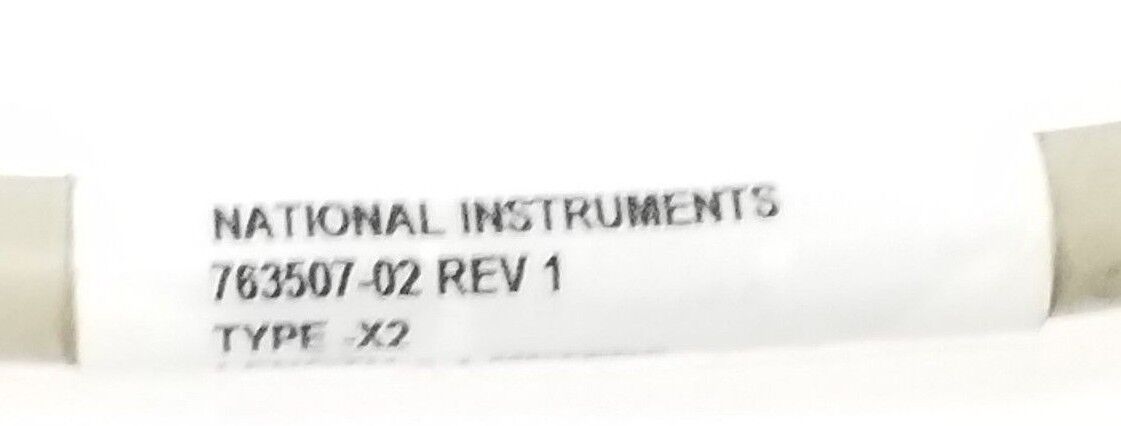 NATIONAL INSTRUMENTS
763507-02 REV 1
TYPE -X2